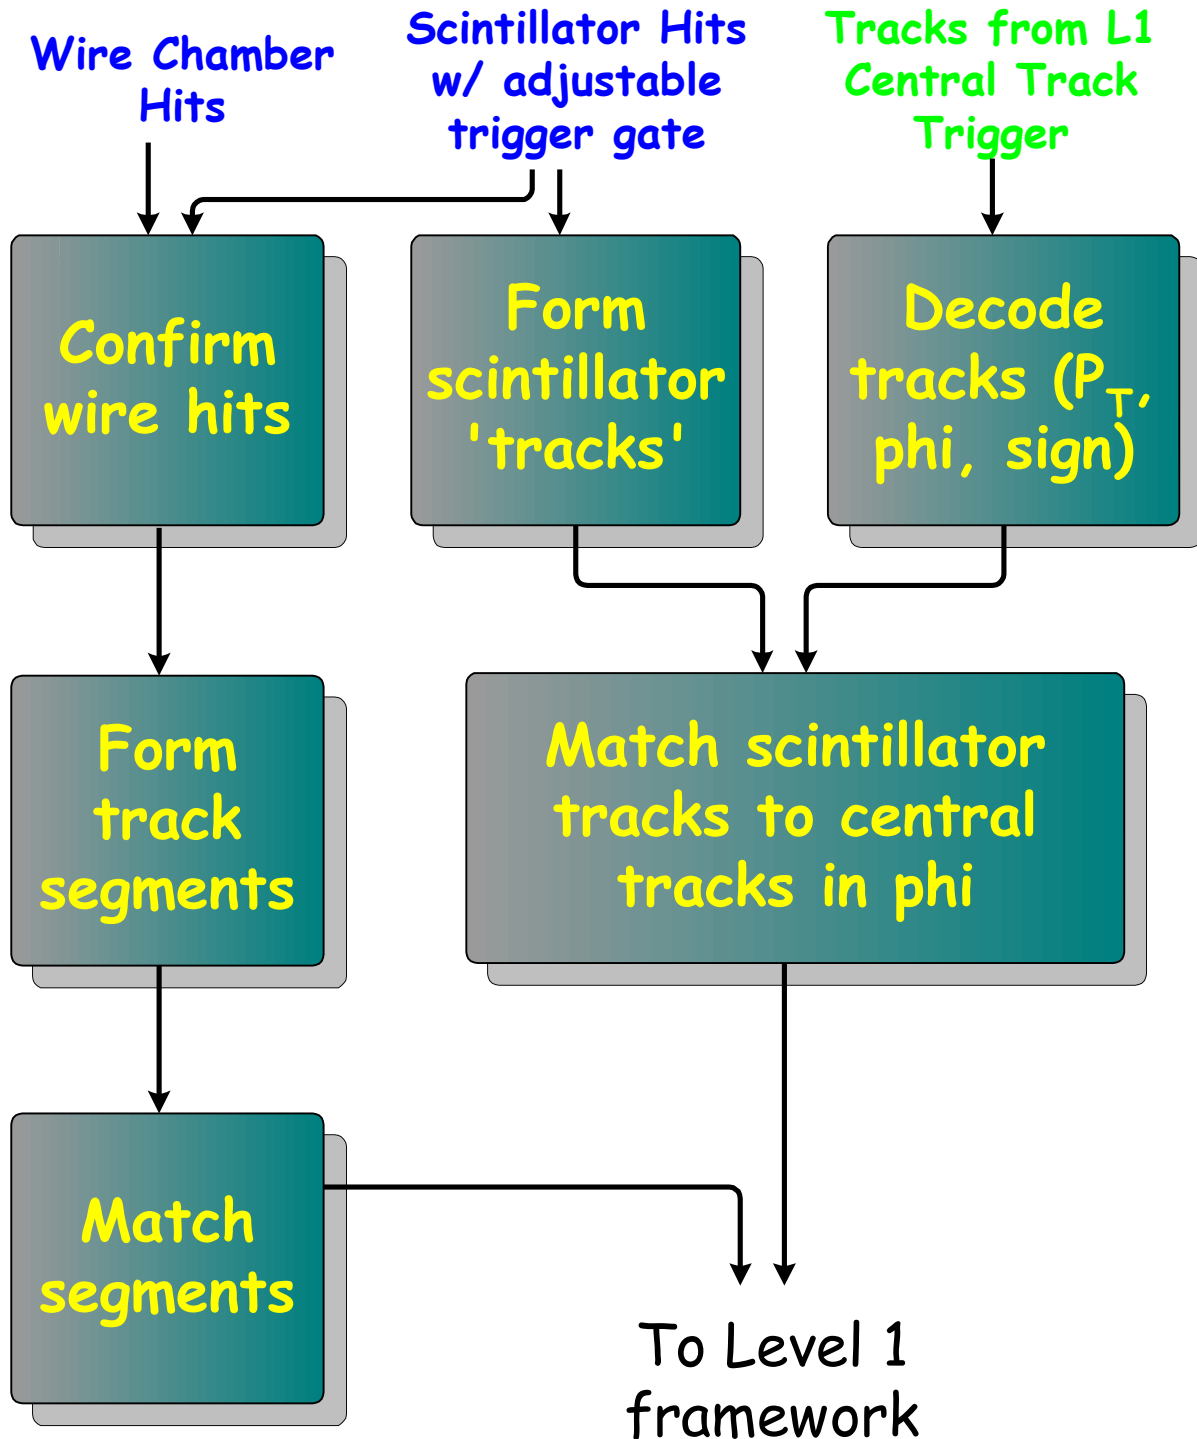 Wire Chamber
Hits
Scintillator Hits
w/ adjustable
trigger gate
Tracks from L1
Central Track
Trigger
Confirm
wire hits
Form
scintillator
'tracks'
Decode
tracks (P_T,
phi, sign)
Form
track
segments
Match scintillator
tracks to central
tracks in phi
Match
segments
To Level 1
framework